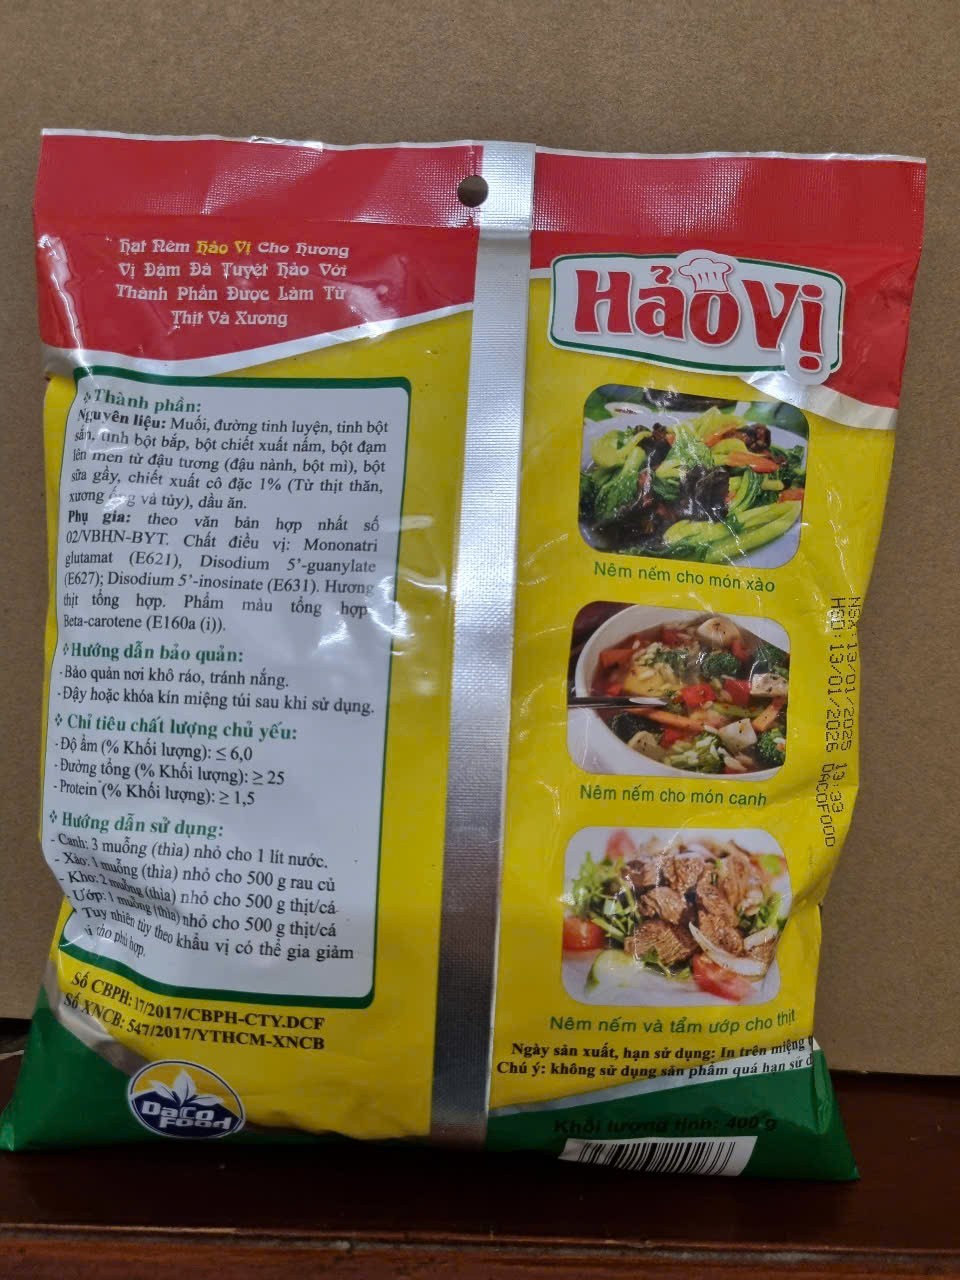 Hạt Nêm Hảo Vị Cho Hương
Vị Đậm Đà Tuyệt Hảo Với
Thành Phần Được Làm Từ
Thịt Và Xương
Thành phần:
Nguyên liệu: Muối, đường tinh luyện, tinh bột
sắn, tinh bột bắp, bột chiết xuất nấm, bột đạm
lên men từ đậu tương (đậu nành, bột mì), bột
sữa gầy, chiết xuất cô đặc 1% (Từ thịt thăn,
xương ống và tủy), dầu ăn.
Phụ gia: theo văn bản hợp nhất số
02/VBHN-BYT. Chất điều vị: Mononatri
glutamat (E621), Disodium 5'-guanylate
(E627); Disodium 5'-inosinate (E631). Hương
thịt tổng hợp. Phẩm màu tổng hợp
Beta-carotene (E160a (i)).
Hướng dẫn bảo quản:
- Bảo quản nơi khô ráo, tránh nắng.
- Đậy hoặc khóa kín miệng túi sau khi sử dụng.
Chỉ tiêu chất lượng chủ yếu:
- Độ ẩm (% Khối lượng): ≤ 6,0
- Đường tổng (% Khối lượng): ≥ 25
- Protein (% Khối lượng): ≥ 1,5
Hướng dẫn sử dụng:
- Canh: 3 muỗng (thìa) nhỏ cho 1 lít nước.
- Xào: 1 muỗng (thìa) nhỏ cho 500 g rau củ
- Kho: 2 muỗng (thìa) nhỏ cho 500 g thịt/cá
- Ướp: 1 muỗng (thìa) nhỏ cho 500 g thịt/cá
Tuy nhiên tùy theo khẩu vị có thể gia giảm
sao phù hợp.
Số CBPH: 17/2017/CBPH-CTY.DCF
Số XNCB: 547/2017/YTHCM-XNCB
DaCo
Food
Hảo Vị
Nêm nếm cho món xào
Nêm nếm cho món canh
Nêm nếm và tẩm ướp cho thịt
NSX:13/01/2025 13:33
HSD:13/01/2026 DACOFOOD
Ngày sản xuất, hạn sử dụng: In trên miệng
Chú ý: không sử dụng sản phẩm quá hạn sử
Khối lượng tịnh: 400 g